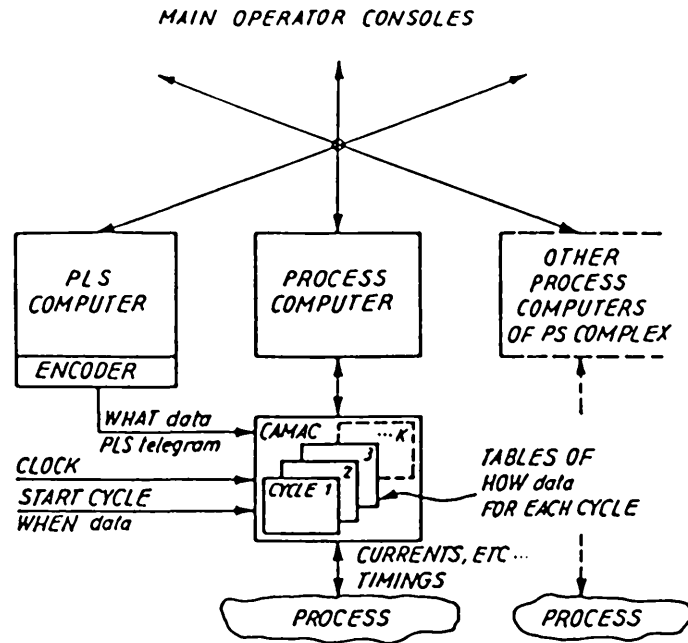 MAIN OPERATOR CONSOLES
PLS
COMPUTER
ENCODER
PROCESS
COMPUTER
OTHER
PROCESS
COMPUTERS
OF PS COMPLEX
WHAT data
PLS telegram
CLOCK
START CYCLE
WHEN data
CAMAC
... K
3
2
CYCLE 1
TABLES OF
HOW data
FOR EACH CYCLE
CURRENTS, ETC ...
TIMINGS
PROCESS
PROCESS